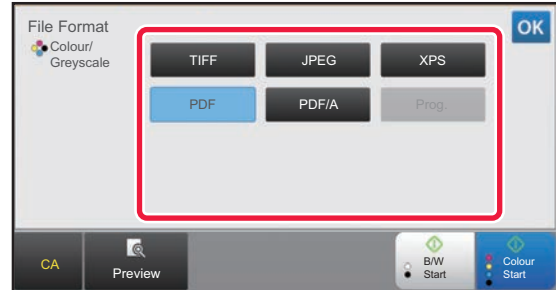 File Format
OK
Colour/
Greyscale
TIFF JPEG XPS
PDF PDF/A Prog.
CA
Preview
B/W
Start
Colour
Start